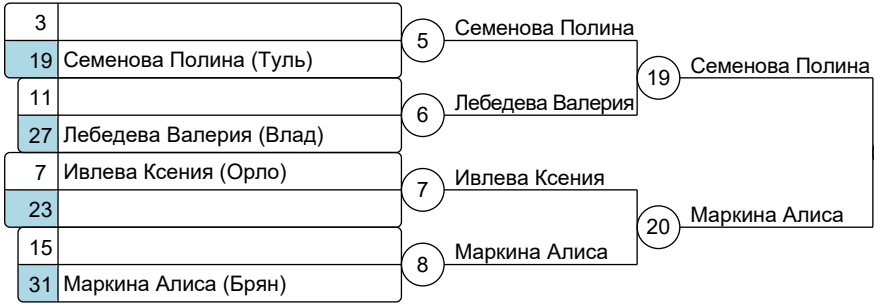 3
5
Семенова Полина
19 Семенова Полина (Туль)
19
Семенова Полина
11
6
Лебедева Валерия
27 Лебедева Валерия (Влад)
7 Ивлева Ксения (Орло)
7
Ивлева Ксения
23
20
Маркина Алиса
15
8
Маркина Алиса
31 Маркина Алиса (Брян)